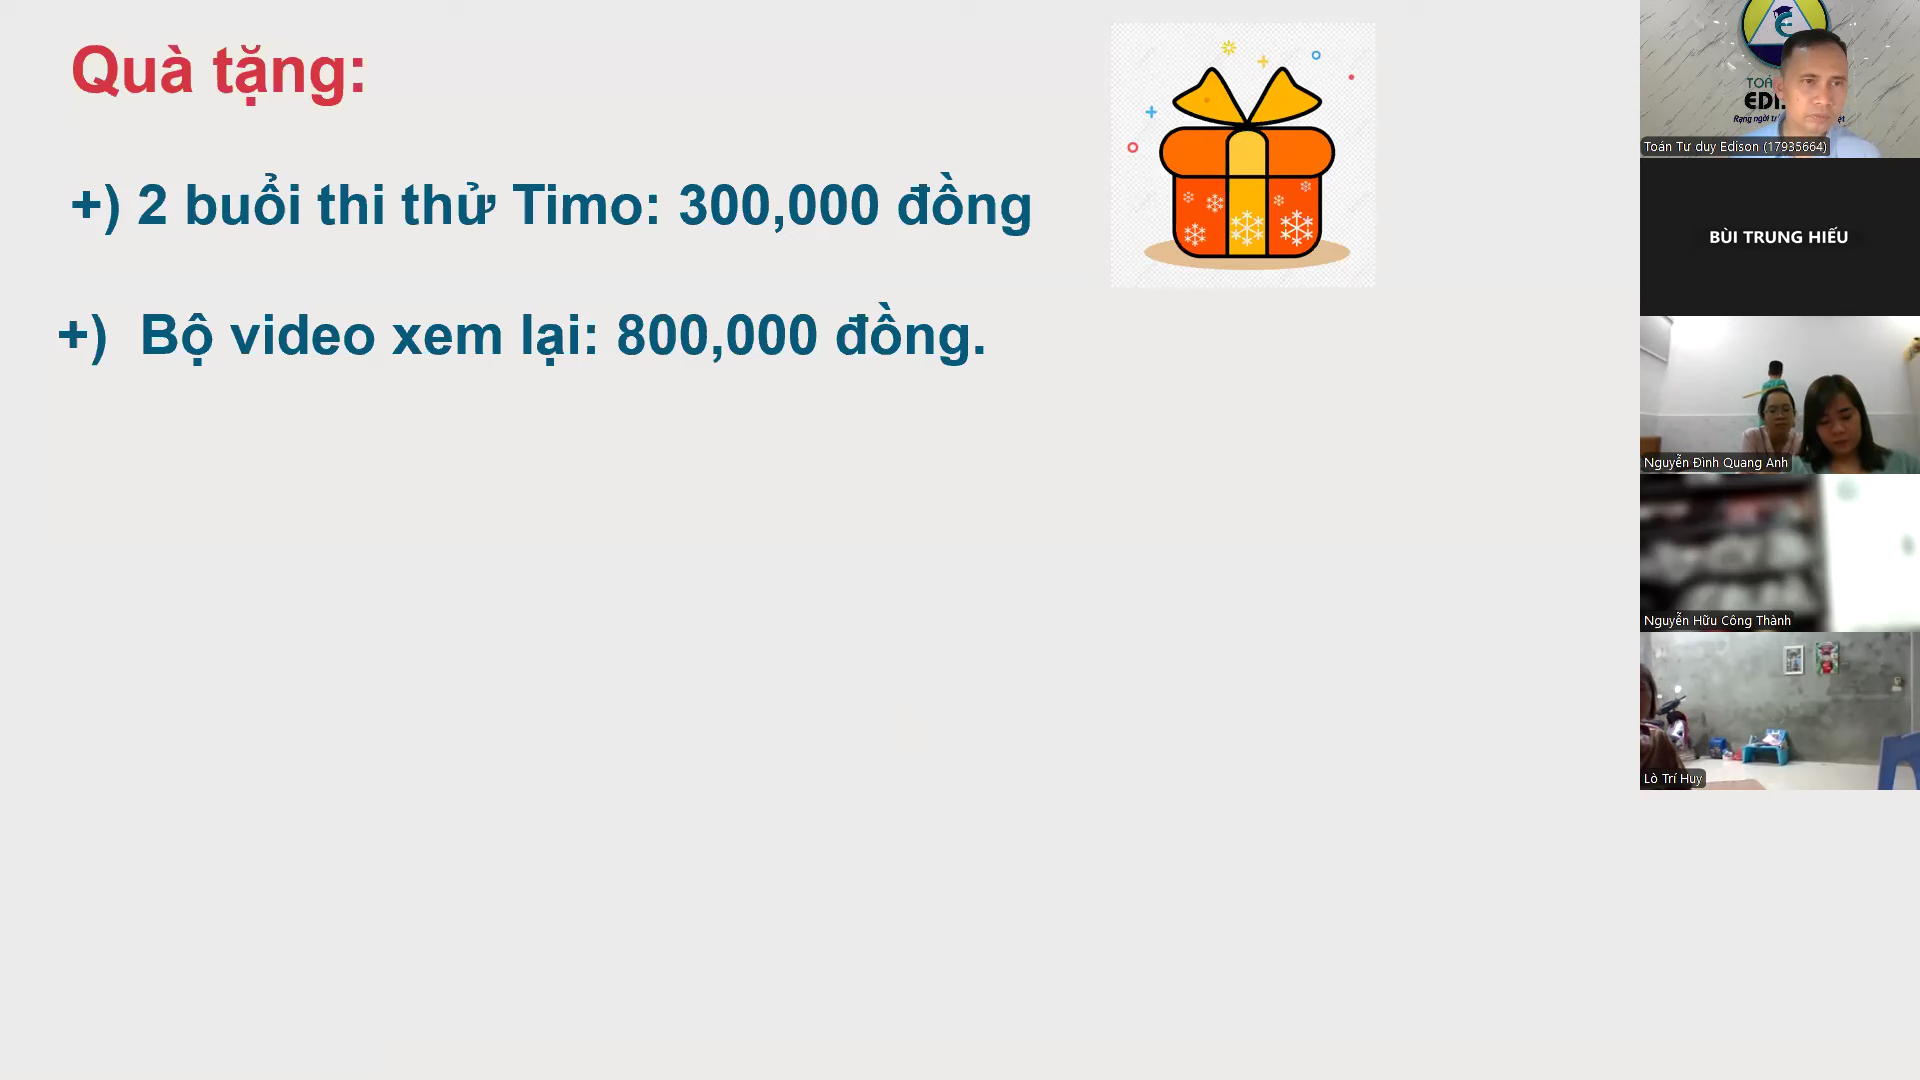 Quà tặng:
+) 2 buổi thi thử Timo: 300,000 đồng
+) Bộ video xem lại: 800,000 đồng.
Toán Tư duy Edison (17935664)
BÙI TRUNG HIẾU
Nguyễn Đình Quang Anh
Nguyễn Hữu Công Thành
Lò Trí Huy